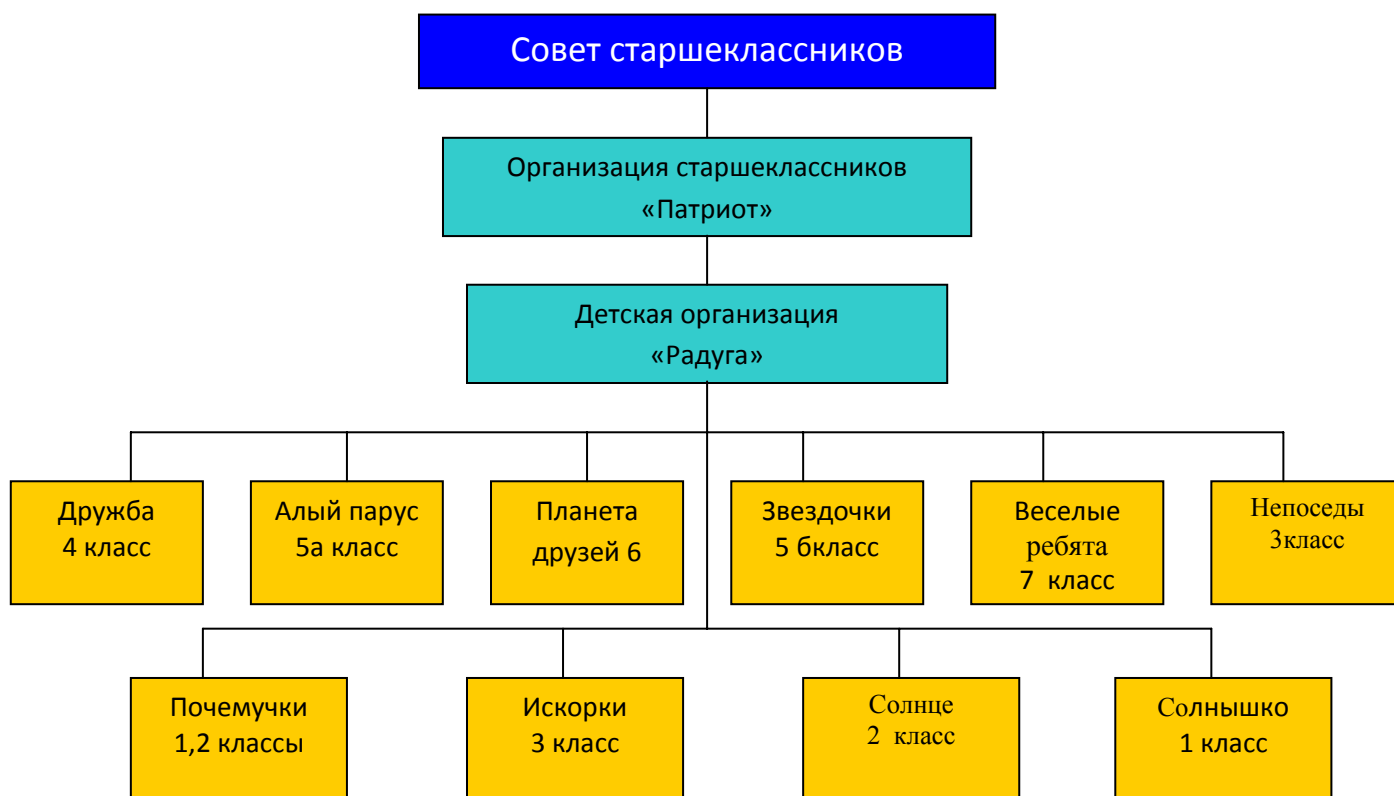 Совет старшеклассников
Организация старшеклассников
«Патриот»
Детская организация
«Радуга»
Дружба
4 класс
Алый парус
5а класс
Планета
друзей 6
Звездочки
5 бкласс
Веселые
ребята
7 класс
Непоседы
3класс
Почемучки
1,2 классы
Искорки
3 класс
Солнце
2 класс
Солнышко
1 класс